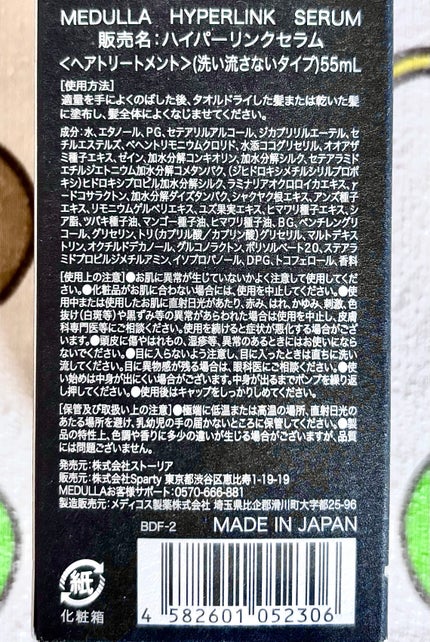 MEDULLA HYPERLINK SERUM
販売名：ハイパーリンクセラム
＜ヘアトリートメント＞(洗い流さないタイプ)55mL
[使用方法]
適量を手によくのばした後、タオルドライした髪または乾いた髪
に塗布し、髪全体によくなじませてください。
成分：水、エタノール、PG、セテアリルアルコール、ジカプリリルエーテル、セ
チルエステルズ、ベヘントリモニウムクロリド、水添ココグリセリル、オオアザ
ミ種子エキス、ゼイン、加水分解コンキオリン、加水分解シルク、セテアラミド
エチルジエトニウム加水分解コメタンパク、(ジヒドロキシメチルシリルプロポ
キシ)ヒドロキシプロピル加水分解シルク、ラミナリアオクロロイカエキス、γ
ードコサラクトン、加水分解ダイズタンパク、シャクヤク根エキス、アンズ種子
エキス、リモニウムゲルベリエキス、ユズ果実エキス、ヒマワリ種子エキス、シ
ア脂、ツバキ種子油、マンゴー種子油、ヒマワリ種子油、BG、ペンチレングリ
コール、グリセリン、トリ(カプリル酸／カプリン酸)グリセリル、マルトデキス
トリン、オクチルドデカノール、グルコノラクトン、ポリソルベート20、ステアラ
ミドプロピルジメチルアミン、イソプロパノール、DPG、トコフェロール、香料
[使用上の注意]●お肌に異常が生じていないかよく注意して使用してくだ
さい。●化粧品がお肌に合わない場合には、使用を中止してください。●使
用中または使用したお肌に直射日光があたり、赤み、はれ、かゆみ、刺激、色
抜け(白斑等)や黒ずみ等の異常があらわれた場合は使用を中止し、皮膚
科専門医等にご相談ください。使用を続けると症状が悪化する場合がござ
います。●頭皮に傷やはれもの、湿疹等、異常のあるときにはお使いになら
ないでください。●目に入らないよう注意し、目に入ったときは直ちに洗い
流してください。目に異物感が残る場合は、眼科医にご相談ください。●使
い始めは中身が出にくい場合がございます。中身が出るまでポンプを繰り返
し押してください。●使用後はキャップをしっかりしめてください。
[保管及び取扱い上の注意]●極端に低温または高温の場所、直射日光の
あたる場所を避け、乳幼児の手の届かないところに保管してください。●製
品の特性上、色調や香りに多少の違いが生じる場合がございますが、品質
には問題ございません。
発売元：株式会社ストーリア
販売元：株式会社Sparty 東京都渋谷区恵比寿1-19-19
MEDULLAお客様サポート:0570-666-881
製造販売元：メディコス製薬株式会社 埼玉県比企郡滑川町大字都25-96
BDF-2 MADE IN JAPAN
紙
化粧箱
4 582601 052306